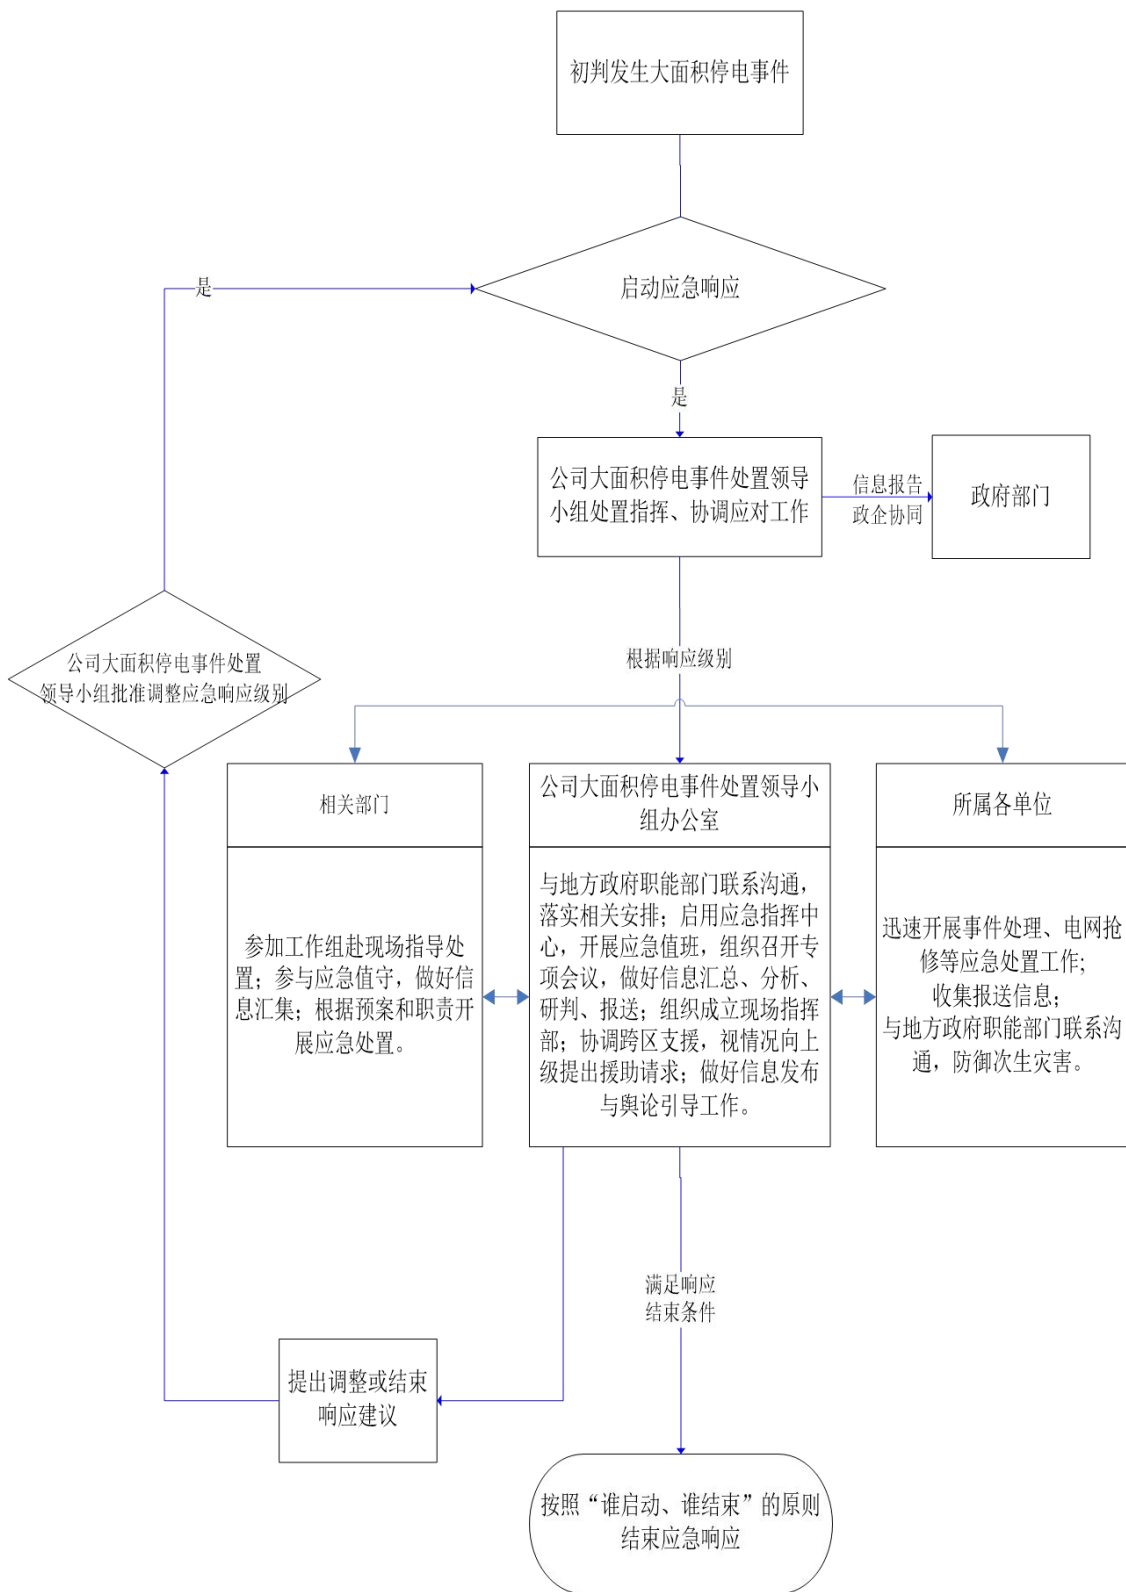 初判发生大面积停电事件
启动应急响应
是
是
公司大面积停电事件处置领导
小组处置指挥、协调应对工作
信息报告
政企协同
政府部门
根据响应级别
公司大面积停电事件处置
领导小组批准调整应急响应级别
相关部门
参加工作组赴现场指导处
置；参与应急值守，做好信
息汇集；根据预案和职责开
展应急处置。
公司大面积停电事件处置领导小
组办公室
与地方政府职能部门联系沟通，
落实相关安排；启用应急指挥中
心，开展应急值班，组织召开专
项会议，做好信息汇总、分析、
研判、报送；组织成立现场指挥
部；协调跨区支援，视情况向上
级提出援助请求；做好信息发布
与舆论引导工作。
所属各单位
迅速开展事件处理、电网抢
修等应急处置工作;
收集报送信息；
与地方政府职能部门联系沟
通，防御次生灾害。
满足响应
结束条件
提出调整或结束
响应建议
按照“谁启动、谁结束”的原则
结束应急响应